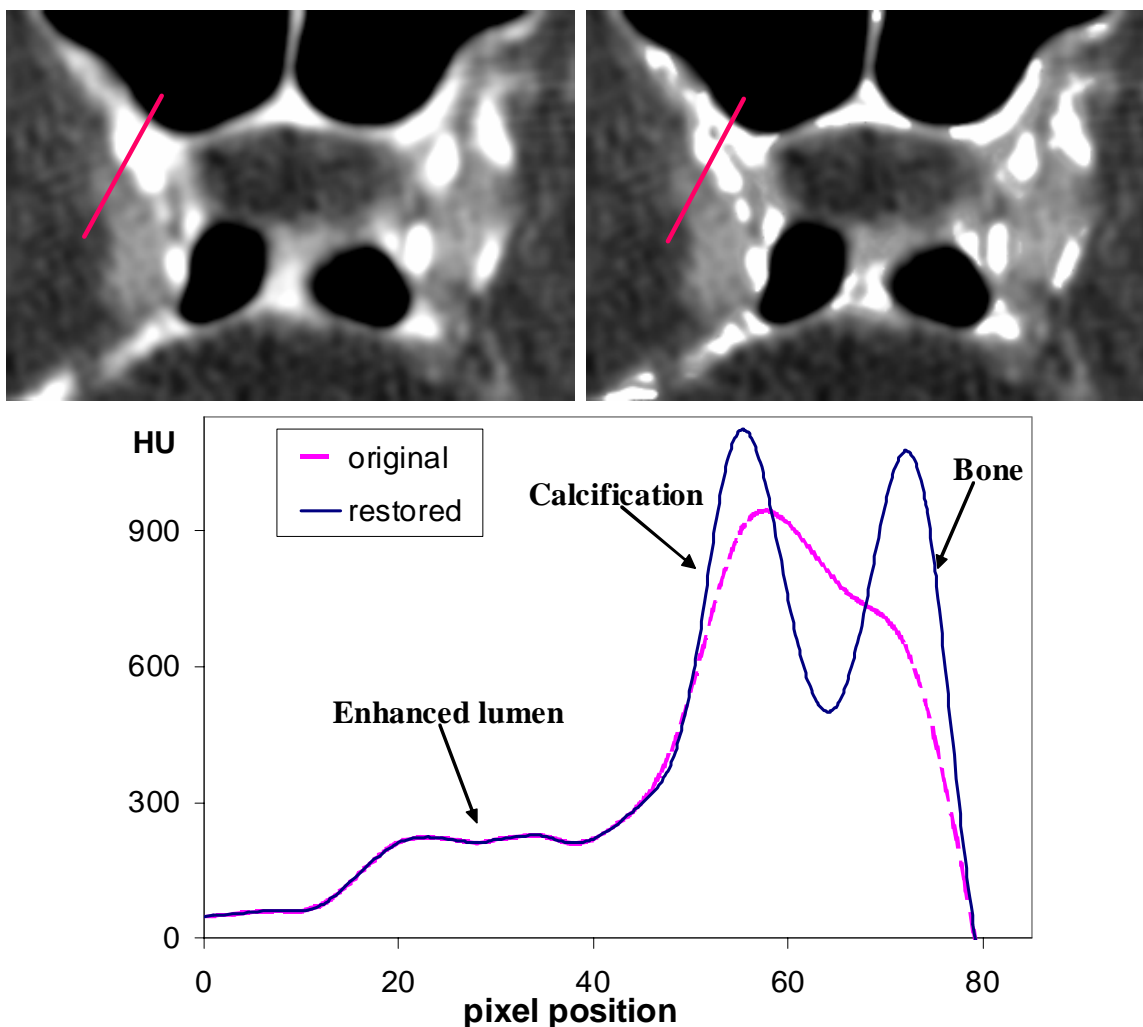 HU
original
restored
Calcification
Bone
Enhanced lumen
900
600
300
0
0 20 40 60 80
pixel position